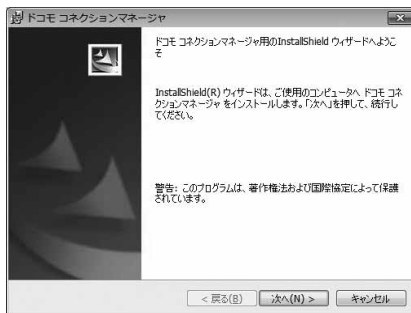 ドコモ コネクションマネージャ
ドコモ コネクションマネージャ用のInstallShield ウィザードへようこ
そ
InstallShield(R) ウィザードは、ご使用のコンピュータへ ドコモ コネ
クションマネージャ をインストールします。「次へ」を押して、続行し
てください。
警告: このプログラムは、著作権法および国際協定によって保護
されています。
< 戻る(B)
次へ(N) >
キャンセル